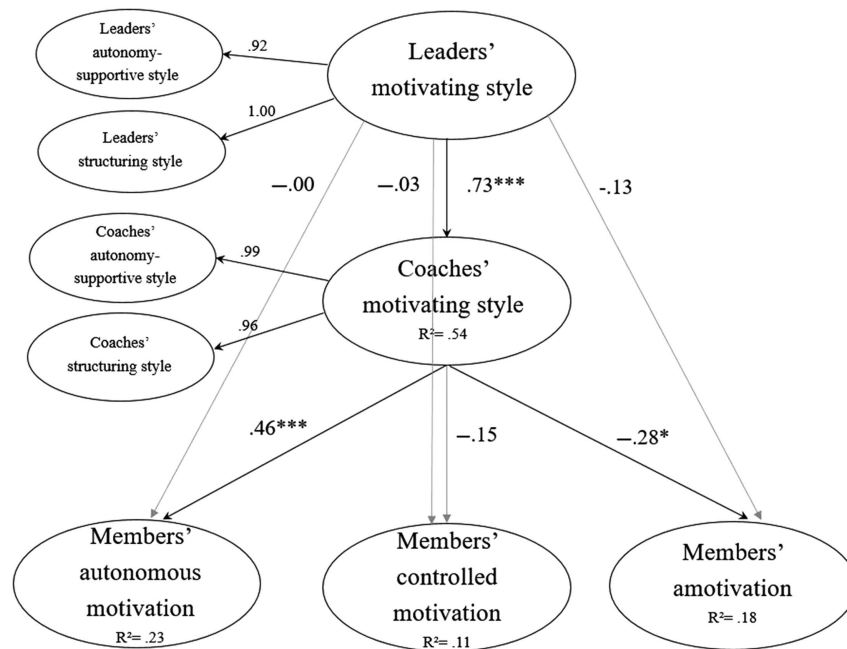 Leaders’
autonomy-
supportive style
.92
Leaders’
motivating style
Leaders’
structuring style
1.00
—.00
—.03
.73***
-.13
Coaches’
autonomy-
supportive style
.99
Coaches’
motivating style
R²= .54
Coaches’
structuring style
.96
.46***
—.15
—.28*
Members’
autonomous
motivation
R²= .23
Members’
controlled
motivation
R²= .11
Members’
amotivation
R²= .18